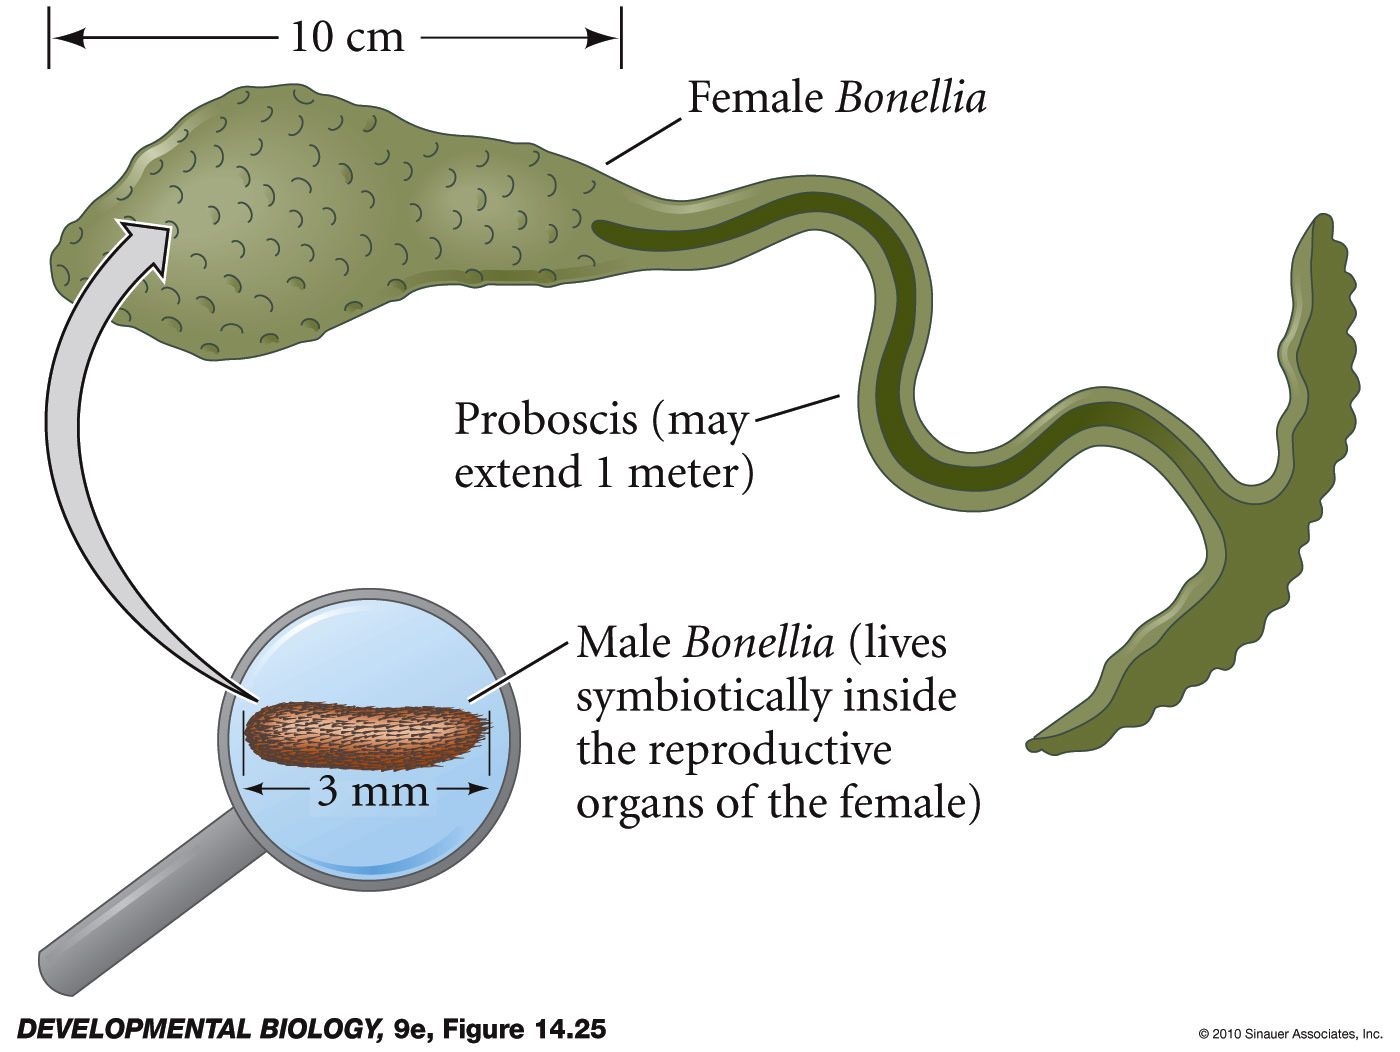 10 cm
Female Bonellia
Proboscis (may
extend 1 meter)
Male Bonellia (lives
symbiotically inside
the reproductive
organs of the female)
3 mm
DEVELOPMENTAL BIOLOGY, 9e, Figure 14.25
© 2010 Sinauer Associates, Inc.